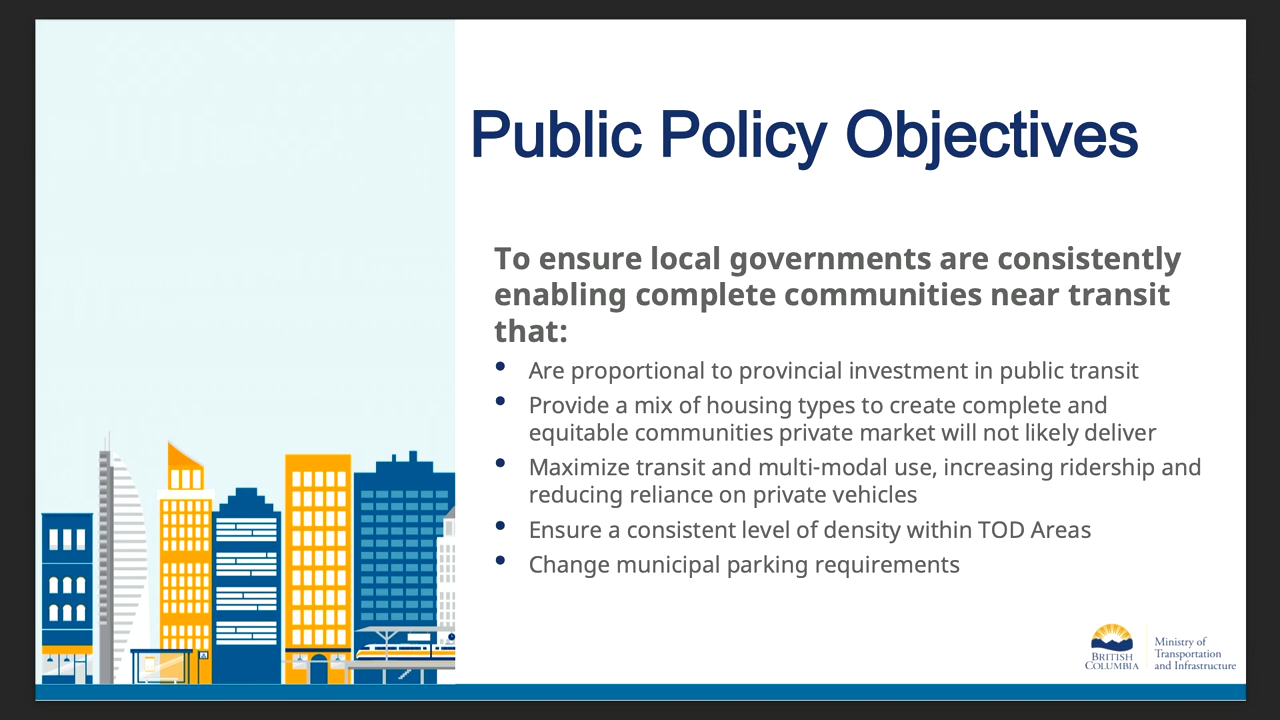 Public Policy Objectives
To ensure local governments are consistently
enabling complete communities near transit
that:
• Are proportional to provincial investment in public transit
• Provide a mix of housing types to create complete and
equitable communities private market will not likely deliver
• Maximize transit and multi-modal use, increasing ridership and
reducing reliance on private vehicles
• Ensure a consistent level of density within TOD Areas
• Change municipal parking requirements
BRITISH
COLUMBIA
Ministry of
Transportation
and Infrastructure